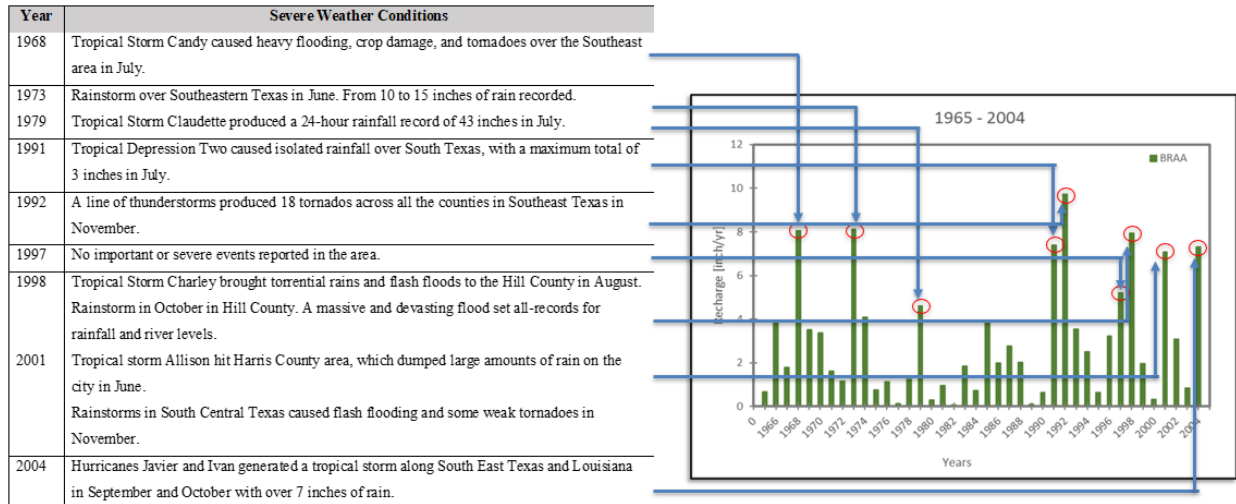 Year Severe Weather Conditions
1968 Tropical Storm Candy caused heavy flooding, crop damage, and tornadoes over the Southeast
area in July.
1973 Rainstorm over Southeastern Texas in June. From 10 to 15 inches of rain recorded.
1979 Tropical Storm Claudette produced a 24-hour rainfall record of 43 inches in July.
1991 Tropical Depression Two caused isolated rainfall over South Texas, with a maximum total of
3 inches in July.
1992 A line of thunderstorms produced 18 tornados across all the counties in Southeast Texas in
November.
1997 No important or severe events reported in the area.
1998 Tropical Storm Charley brought torrential rains and flash floods to the Hill County in August.
Rainstorm in October in Hill County. A massive and devasting flood set all-records for
rainfall and river levels.
2001 Tropical storm Allison hit Harris County area, which dumped large amounts of rain on the
city in June.
Rainstorms in South Central Texas caused flash flooding and some weak tornadoes in
November.
2004 Hurricanes Javier and Ivan generated a tropical storm along South East Texas and Louisiana
in September and October with over 7 inches of rain.
1965 - 2004
BRAA
12
10
8
6
4
2
0
Recharge [inch/yr]
0 1966 1968 1970 1972 1974 1976 1978 1980 1982 1984 1986 1988 1990 1992 1994 1996 1998 2000 2002 2004
Years